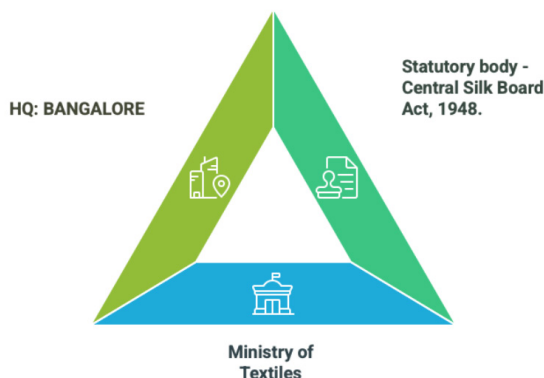 HQ: BANGALORE
Statutory body -
Central Silk Board
Act, 1948.
Ministry of
Textiles